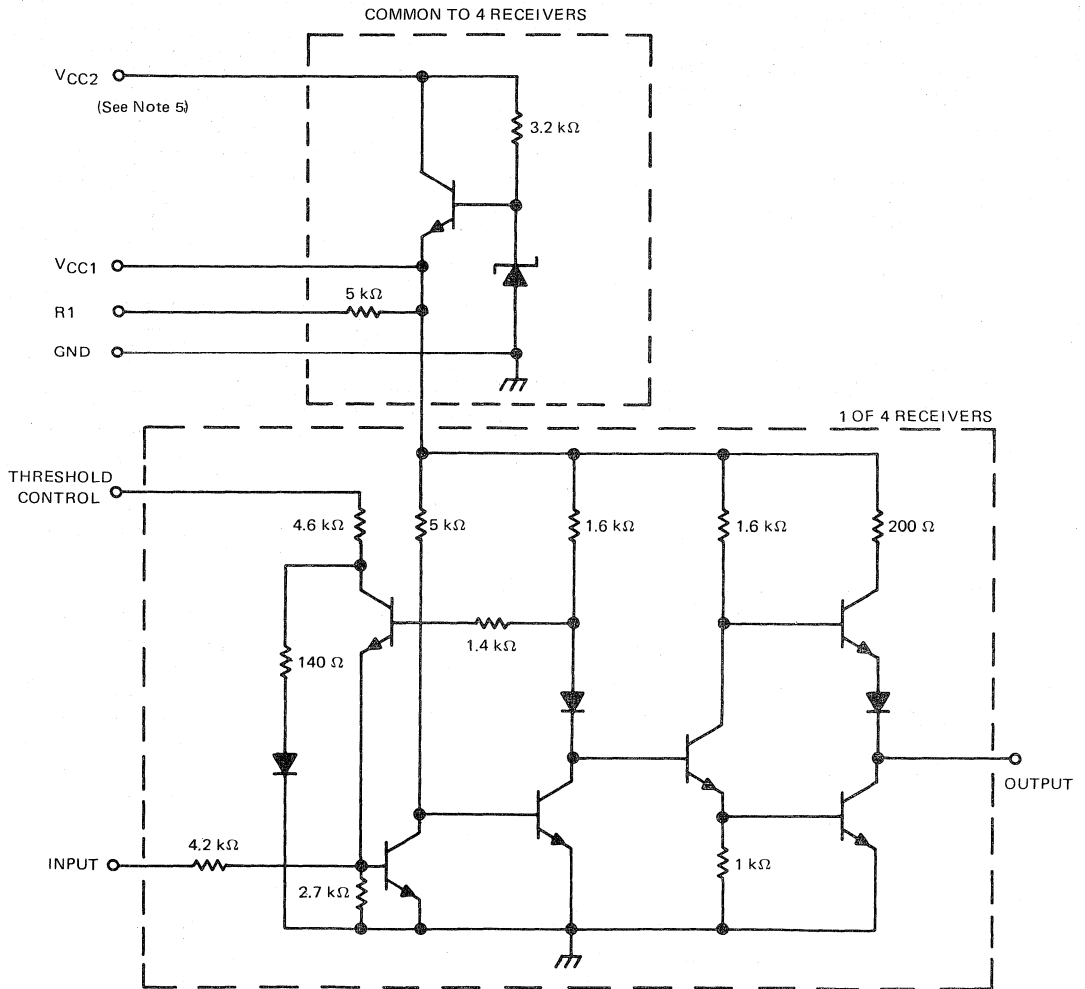 COMMON TO 4 RECEIVERS
VCC2
(See Note 5)
3.2 kΩ
VCC1
5 kΩ
R1
GND
1 OF 4 RECEIVERS
THRESHOLD
CONTROL
4.6 kΩ
5 kΩ
1.6 kΩ
1.6 kΩ
200 Ω
1.4 kΩ
140 Ω
OUTPUT
4.2 kΩ
INPUT
2.7 kΩ
1 kΩ